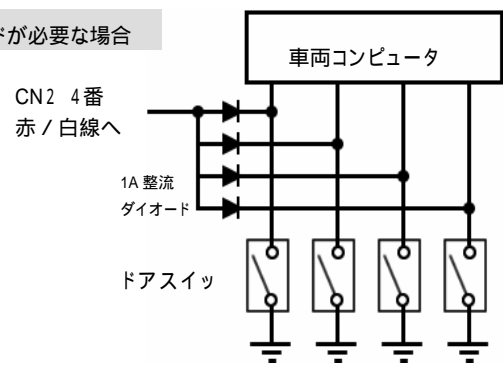 ドが必要な場合
車両コンピュータ
CN2 4番
赤 / 白線へ
1A 整流
ダイオード
ドアスイッ